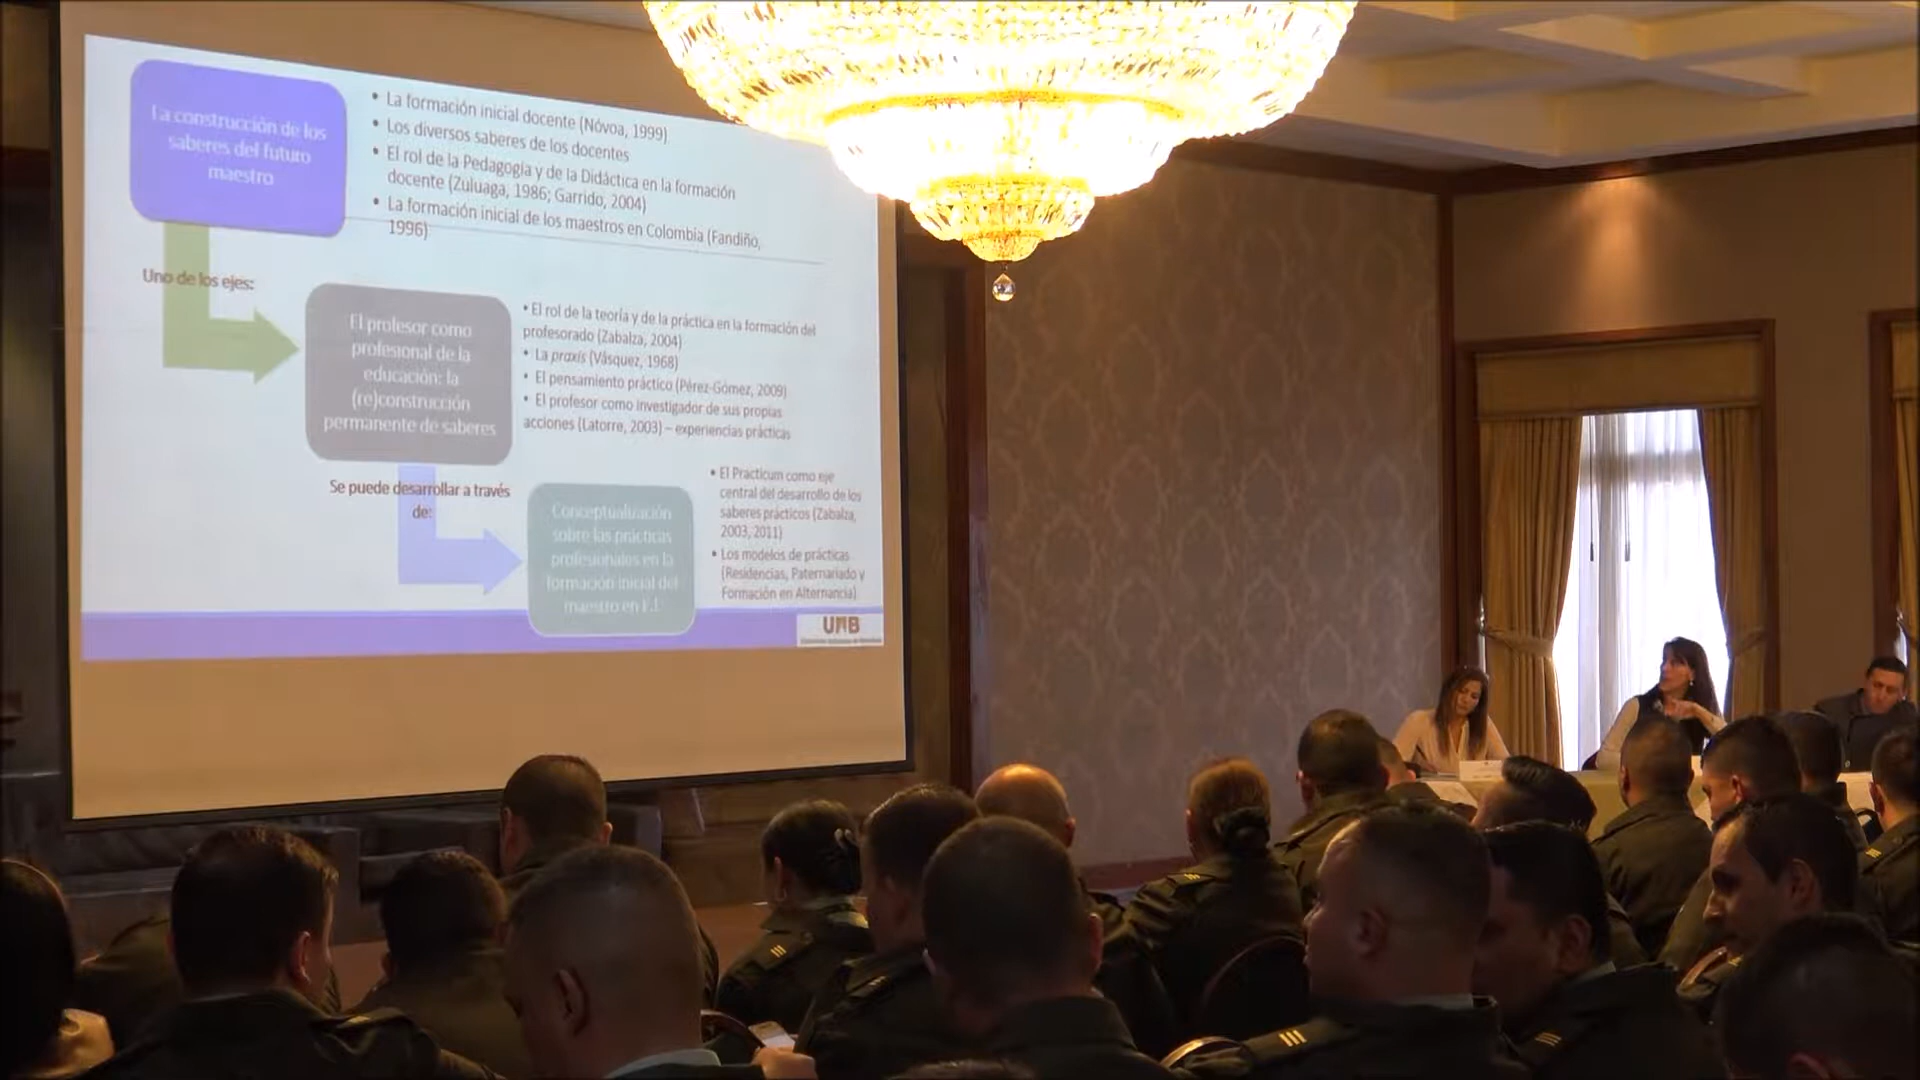 La construcción de los
saberes del futuro
maestro
• La formación inicial docente (Nóvoa, 1999)
• Los diversos saberes de los docentes
• El rol de la Pedagogía y de la Didáctica en la formación
docente (Zuluaga, 1986; Garrido, 2004)
• La formación inicial de los maestros en Colombia (Fandiño,
1996)
Uno de los ejes:
El profesor como
profesional de la
educación: la
(re)construcción
permanente de saberes
• El rol de la teoría y de la práctica en la formación del
profesorado (Zabalza, 2004)
• La praxis (Vásquez, 1968)
• El pensamiento práctico (Pérez-Gómez, 2009)
• El profesor como investigador de sus propias
acciones (Latorre, 2003) – experiencias prácticas
Se puede desarrollar a través
de:
Conceptualización
sobre las prácticas
profesionales en la
formación inicial del
maestro en E.I.
• El Practicum como eje
central del desarrollo de los
saberes prácticos (Zabalza,
2003, 2011)
• Los modelos de prácticas
(Residencias, Paternariado y
Formación en Alternancia)
UMB